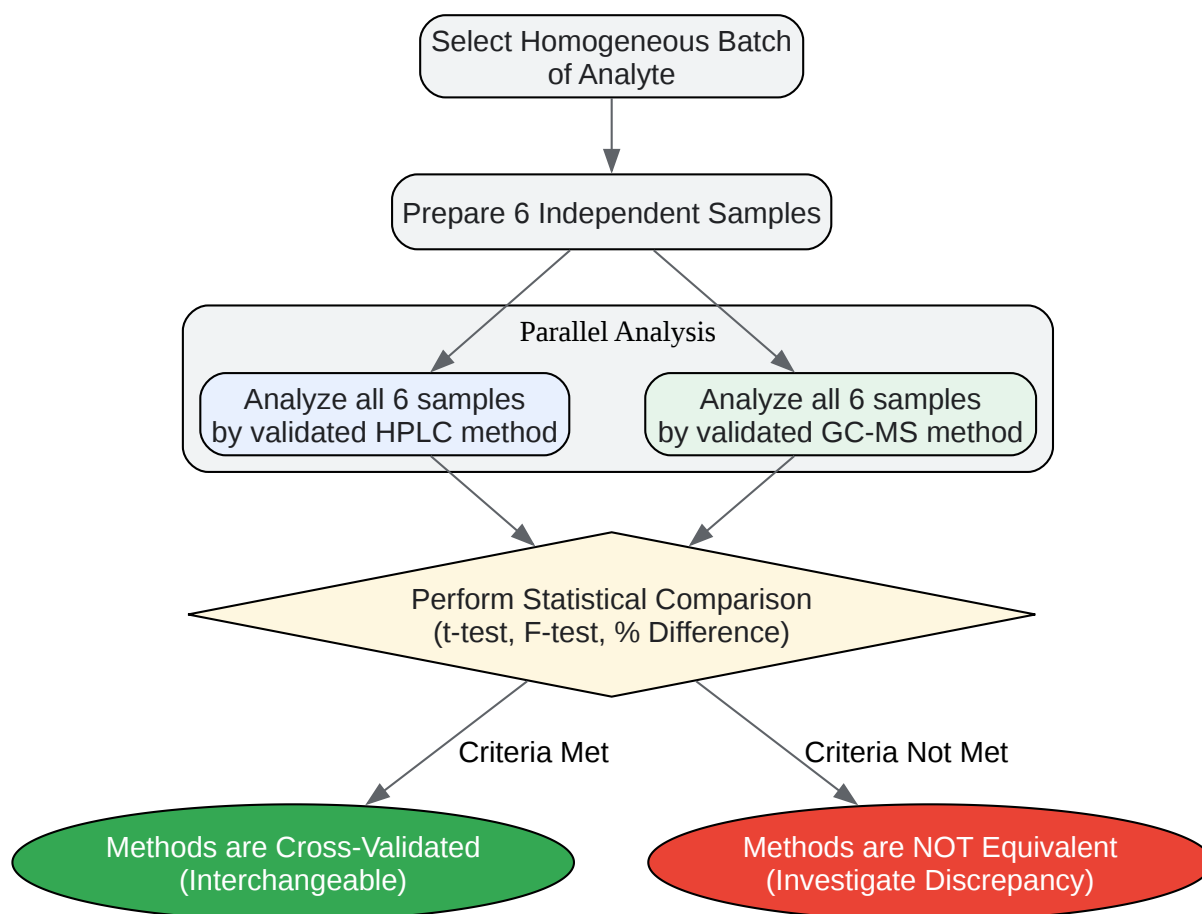 Select Homogeneous Batch
of Analyte
Prepare 6 Independent Samples
Parallel Analysis
Analyze all 6 samples
by validated HPLC method
Analyze all 6 samples
by validated GC-MS method
Perform Statistical Comparison
(t-test, F-test, % Difference)
Criteria Met
Criteria Not Met
Methods are Cross-Validated
(Interchangeable)
Methods are NOT Equivalent
(Investigate Discrepancy)